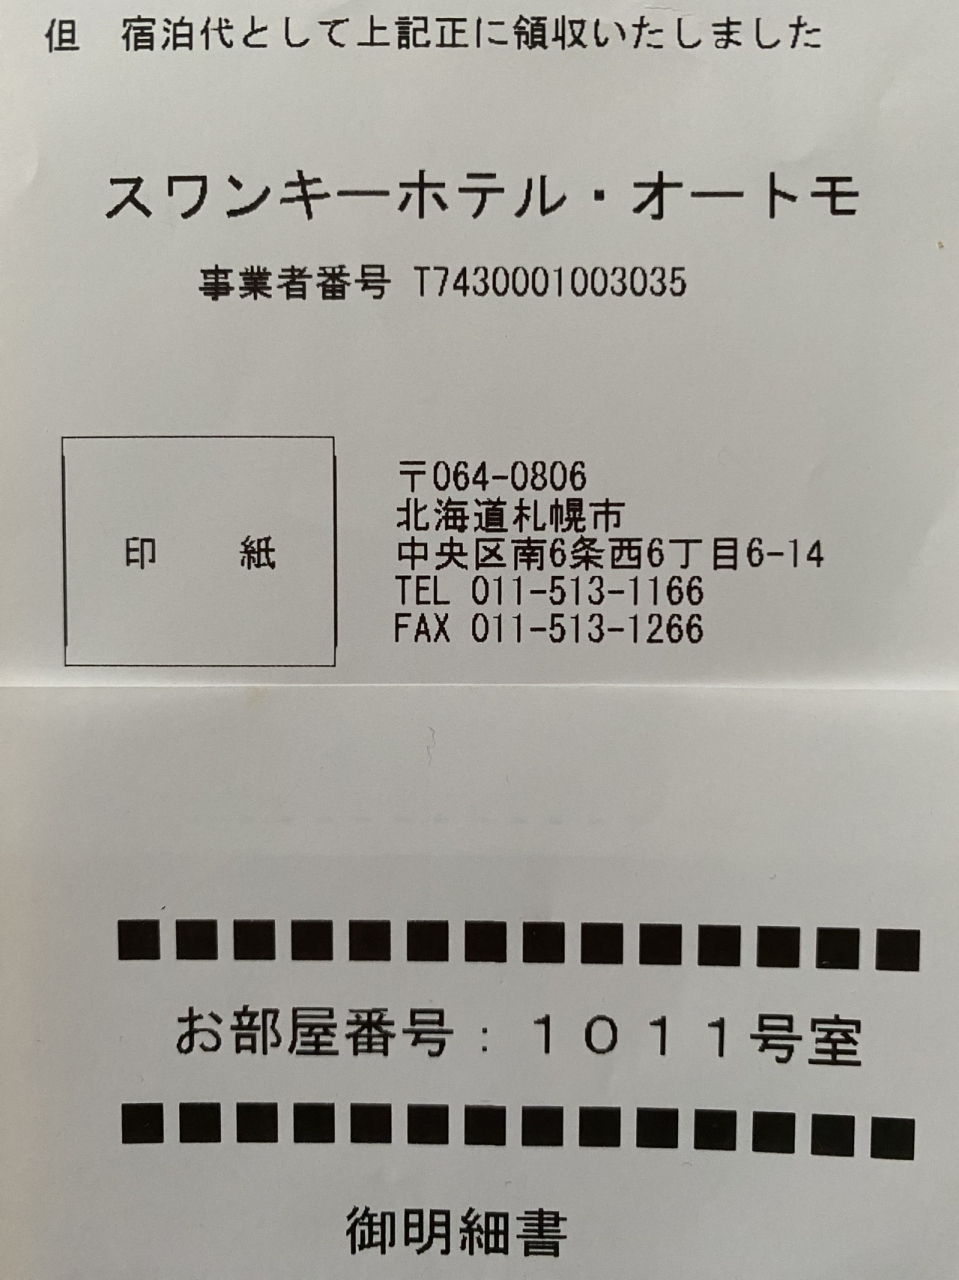 但 宿泊代として上記正に領収いたしました
スワンキーホテル・オートモ
事業者番号 T7430001003035
印 紙
〒064-0806
北海道札幌市
中央区南6条西6丁目6-14
TEL 011-513-1166
FAX 011-513-1266
■■■■■■■■■■■■■■
お部屋番号：１０１１号室
■■■■■■■■■■■■■■
御明細書